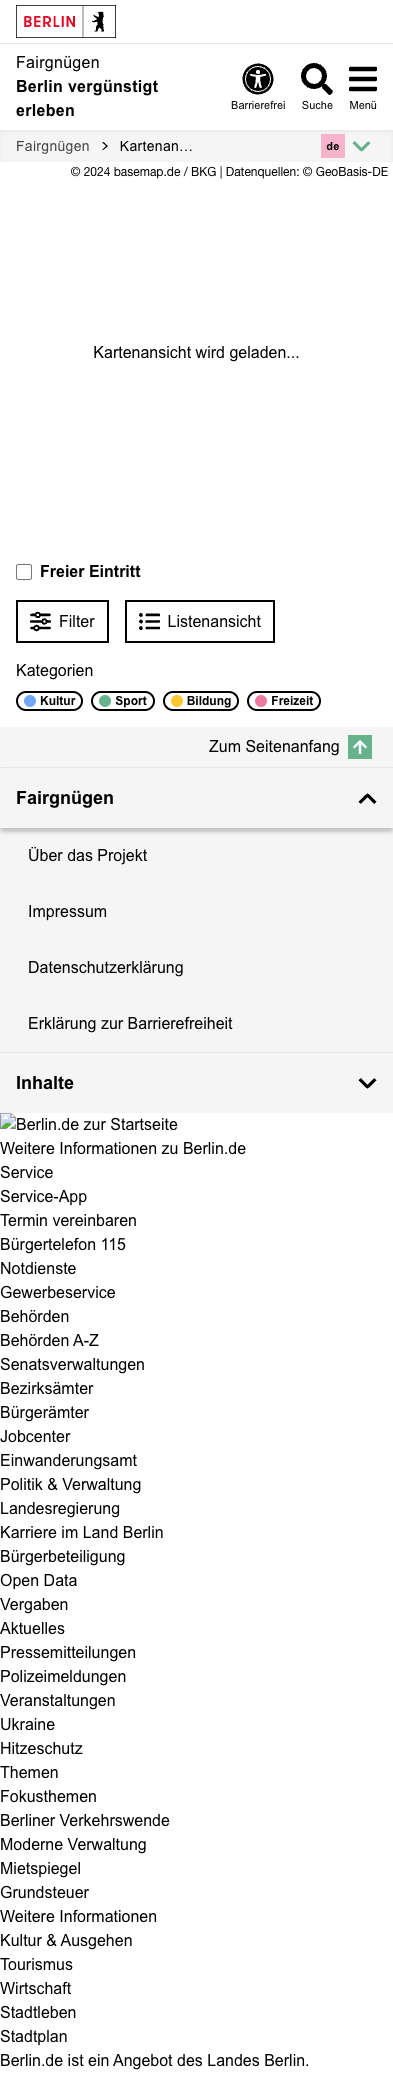 BERLIN
Fairgnügen
Berlin vergünstigt
erleben
Barrierefrei
Suche
Menü
Fairgnügen > Kartenan...
de
© 2024 basemap.de / BKG | Datenquellen: © GeoBasis-DE
Kartenansicht wird geladen...
Freier Eintritt
Filter
Listenansicht
Kategorien
Kultur
Sport
Bildung
Freizeit
Zum Seitenanfang
Fairgnügen
Über das Projekt
Impressum
Datenschutzerklärung
Erklärung zur Barrierefreiheit
Inhalte
Berlin.de zur Startseite
Weitere Informationen zu Berlin.de
Service
Service-App
Termin vereinbaren
Bürgertelefon 115
Notdienste
Gewerbeservice
Behörden
Behörden A-Z
Senatsverwaltungen
Bezirksämter
Bürgerämter
Jobcenter
Einwanderungsamt
Politik & Verwaltung
Landesregierung
Karriere im Land Berlin
Bürgerbeteiligung
Open Data
Vergaben
Aktuelles
Pressemitteilungen
Polizeimeldungen
Veranstaltungen
Ukraine
Hitzeschutz
Themen
Fokusthemen
Berliner Verkehrswende
Moderne Verwaltung
Mietspiegel
Grundsteuer
Weitere Informationen
Kultur & Ausgehen
Tourismus
Wirtschaft
Stadtleben
Stadtplan
Berlin.de ist ein Angebot des Landes Berlin.